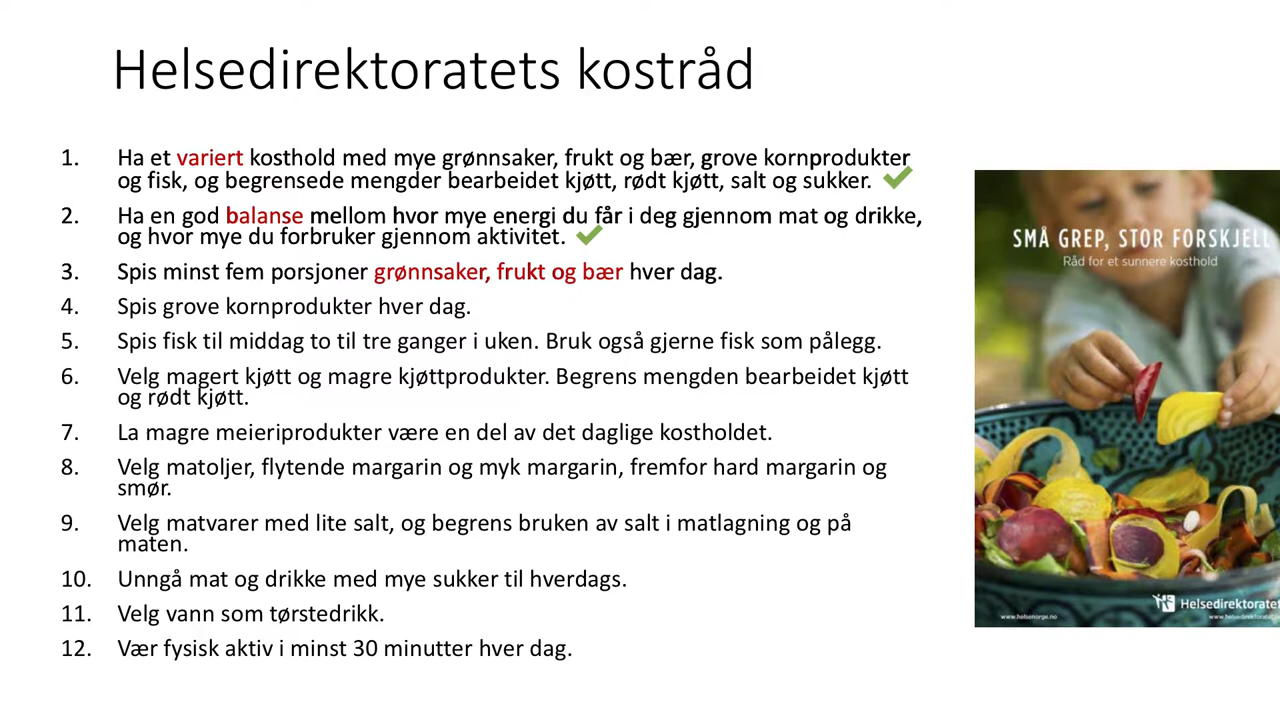 Helsedirektoratets kostråd
1. Ha et variert kosthold med mye grønnsaker, frukt og bær, grove kornprodukter
og fisk, og begrensede mengder bearbeidet kjøtt, rødt kjøtt, salt og sukker.
2. Ha en god balanse mellom hvor mye energi du får i deg gjennom mat og drikke,
og hvor mye du forbruker gjennom aktivitet.
3. Spis minst fem porsjoner grønnsaker, frukt og bær hver dag.
4. Spis grove kornprodukter hver dag.
5. Spis fisk til middag to til tre ganger i uken. Bruk også gjerne fisk som pålegg.
6. Velg magert kjøtt og magre kjøttprodukter. Begrens mengden bearbeidet kjøtt
og rødt kjøtt.
7. La magre meieriprodukter være en del av det daglige kostholdet.
8. Velg matoljer, flytende margarin og myk margarin, fremfor hard margarin og
smør.
9. Velg matvarer med lite salt, og begrens bruken av salt i matlagning og på
maten.
10. Unngå mat og drikke med mye sukker til hverdags.
11. Velg vann som tørstedrikk.
12. Vær fysisk aktiv i minst 30 minutter hver dag.
SMÅ GREP, STOR FORSKJELL
Råd for et sunnere kosthold
Helsedirektoratet
www.helsenorge.no